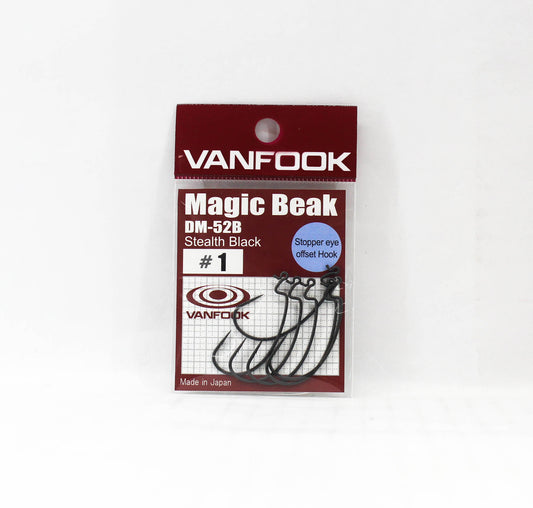 VANFOOK
Magic Beak
DM-52B
Stealth Black
Stopper eye
offset Hook
# 1
VANFOOK
Made in Japan